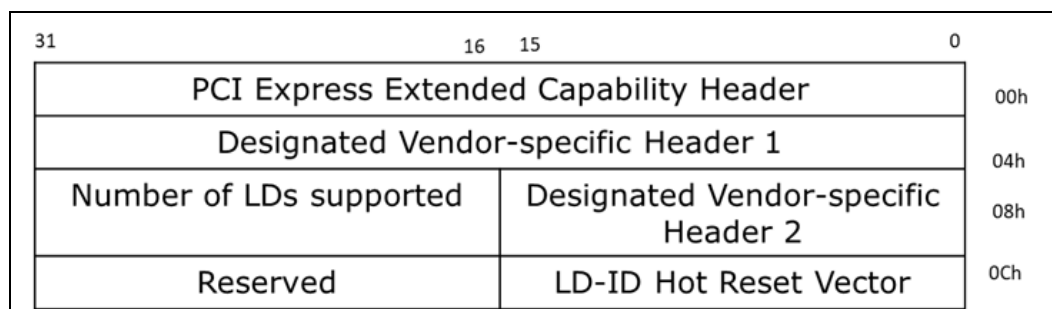 31 16 15 0
PCI Express Extended Capability Header 00h
Designated Vendor-specific Header 1 04h
Number of LDs supported
Designated Vendor-specific
Header 2
08h
Reserved LD-ID Hot Reset Vector 0Ch